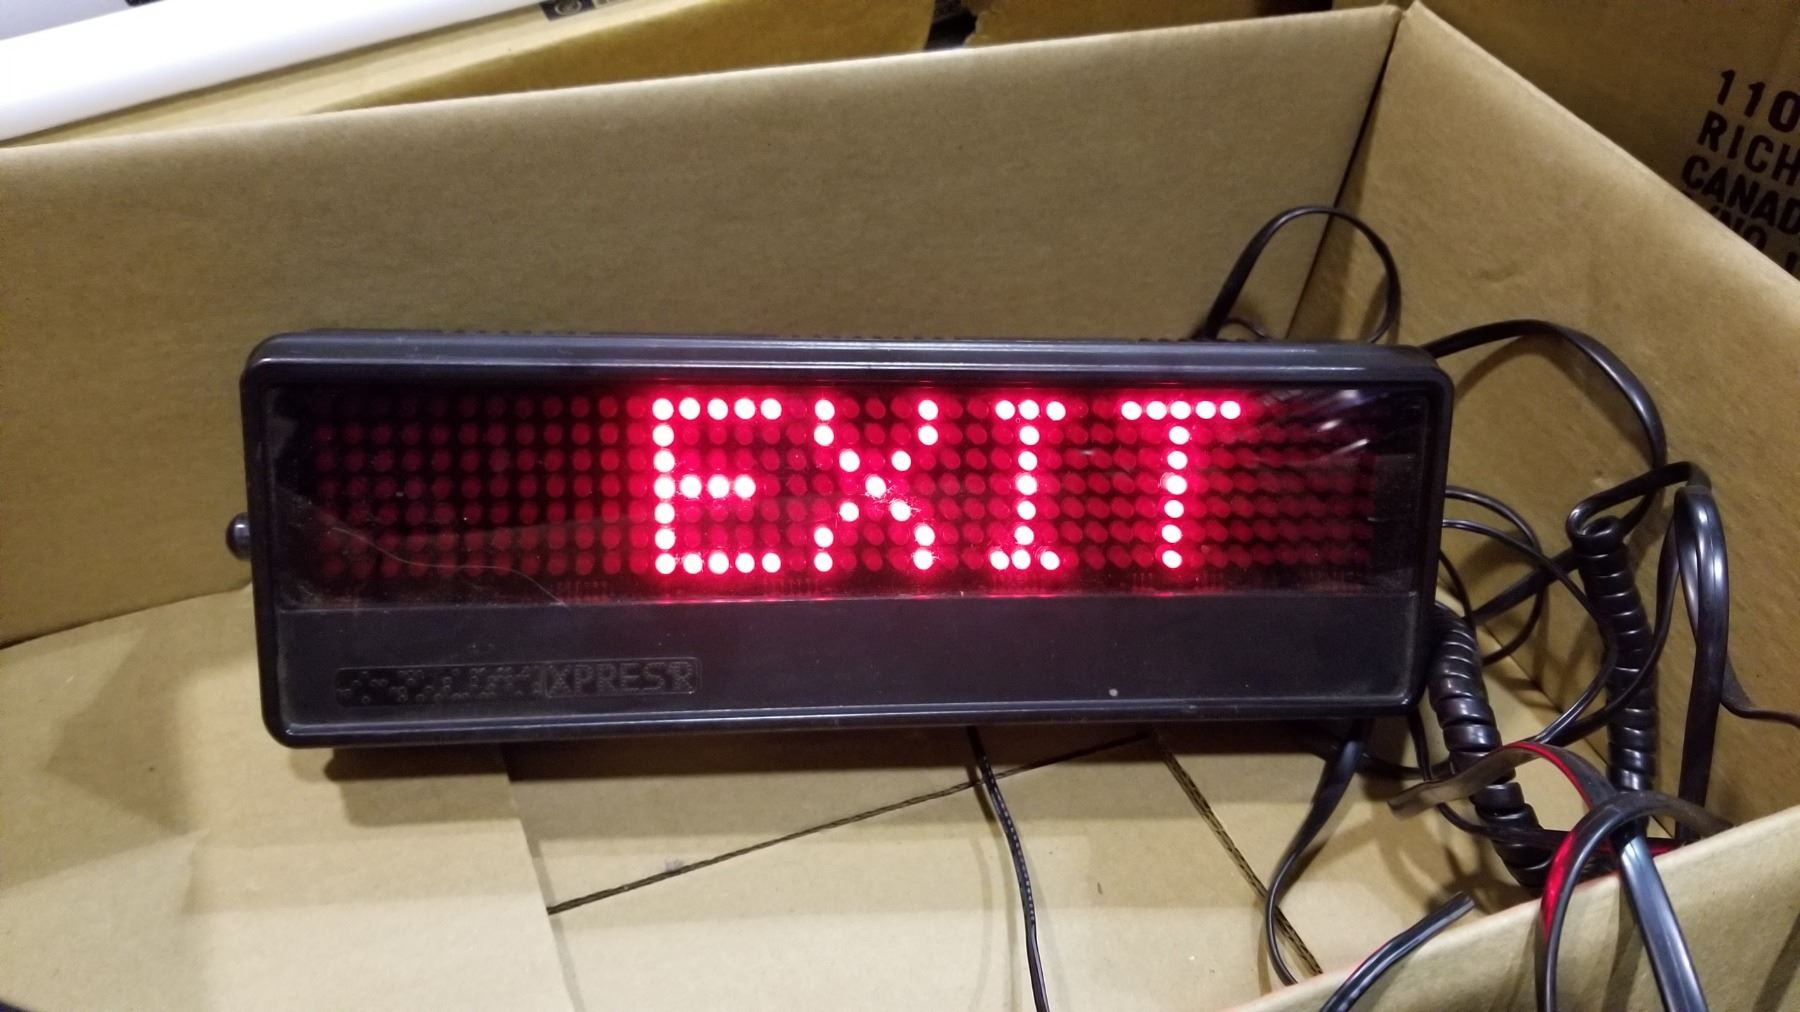 EXIT
XPRES
110
RICH
CANAD